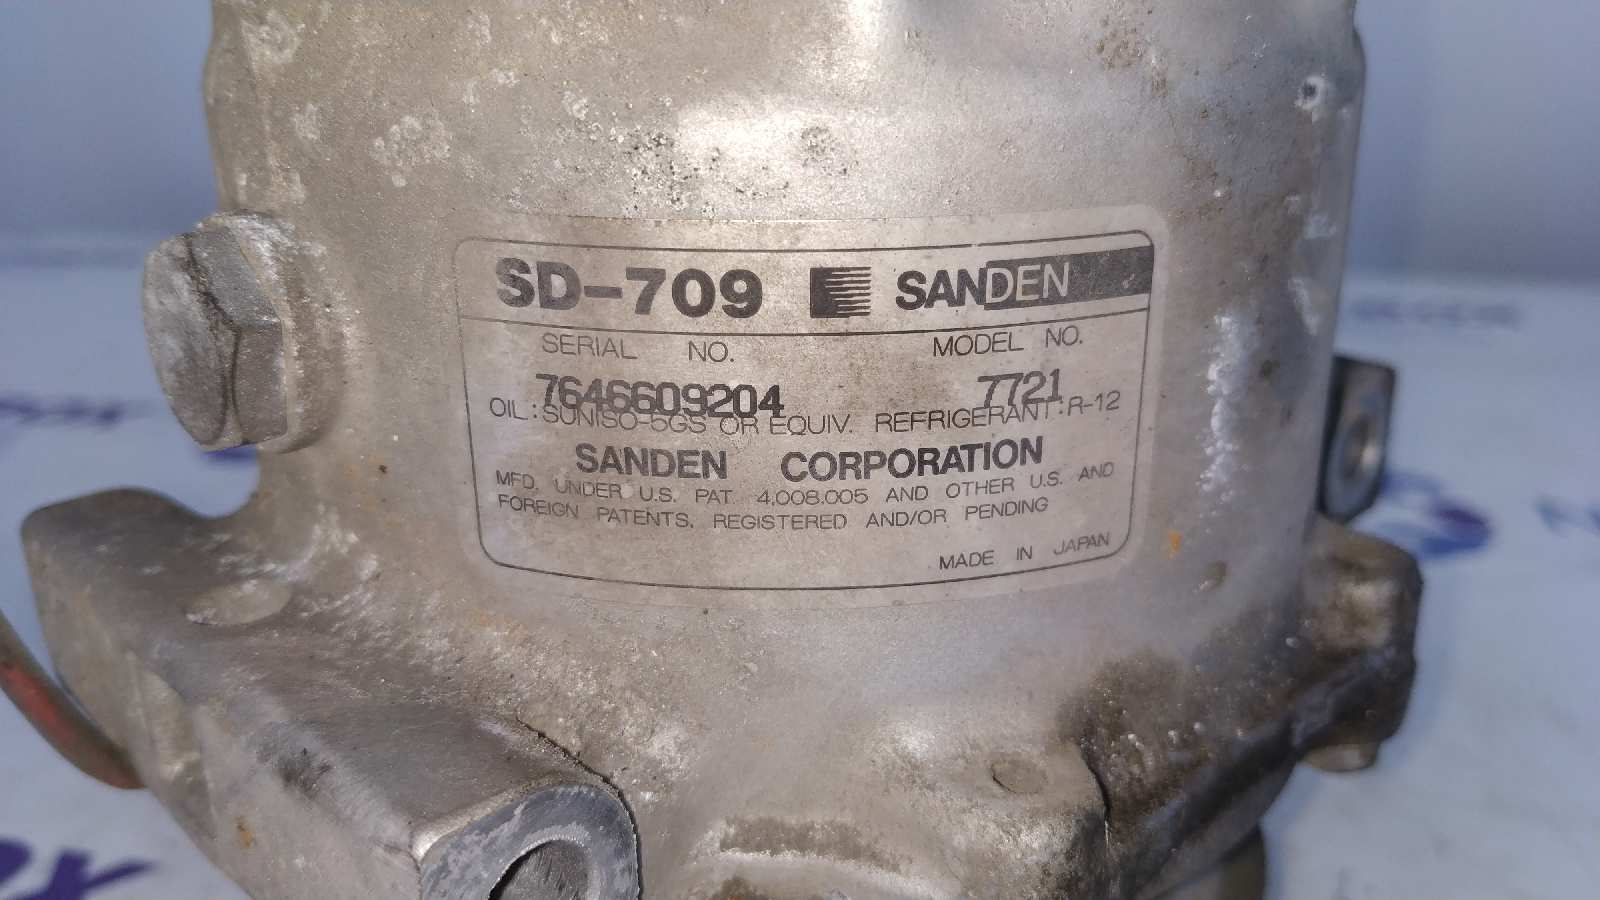 SD-709 SANDEN
SERIAL NO. MODEL NO.
7646609204 7721
OIL: SUNISO-5GS OR EQUIV. REFRIGERANT: R-12
SANDEN CORPORATION
MFD. UNDER U.S. PAT. 4,008,005 AND OTHER U.S. AND
FOREIGN PATENTS, REGISTERED AND/OR PENDING
MADE IN JAPAN